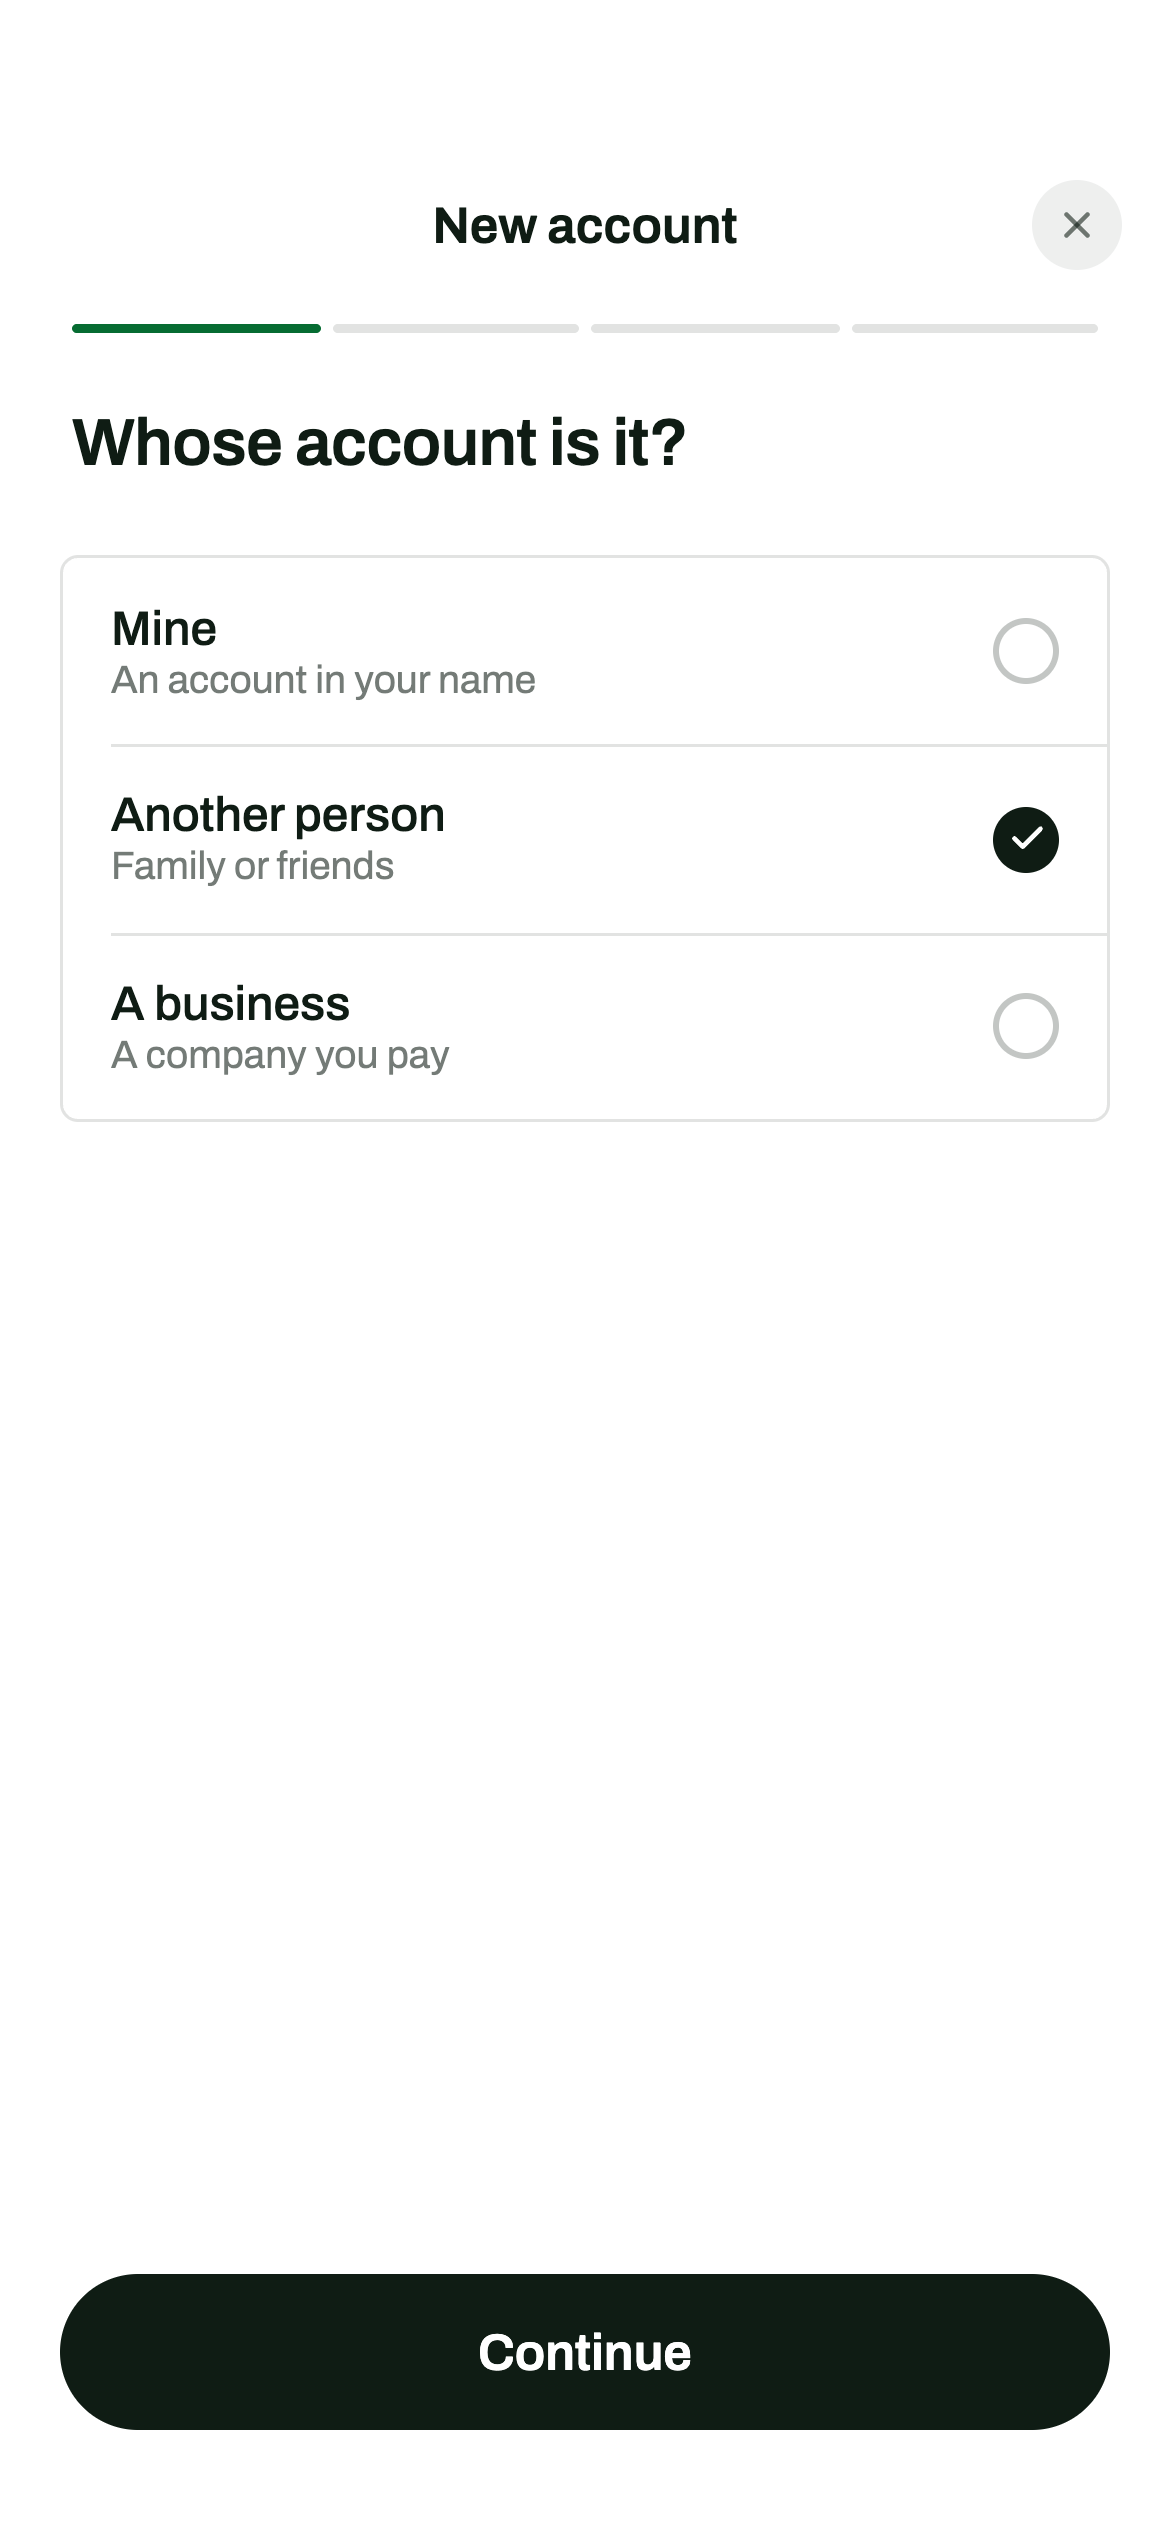 New account
Whose account is it?
Mine
An account in your name
Another person
Family or friends
A business
A company you pay
Continue